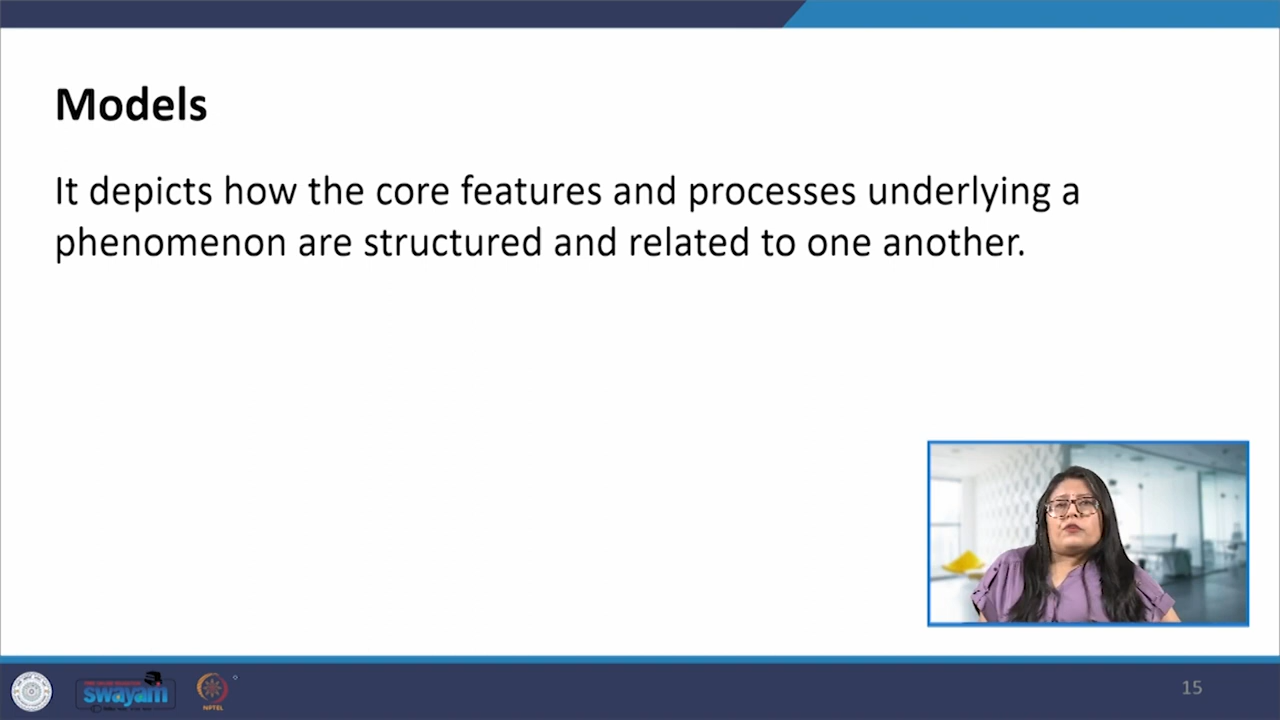 Models
It depicts how the core features and processes underlying a
phenomenon are structured and related to one another.
swayam
NPTEL
15